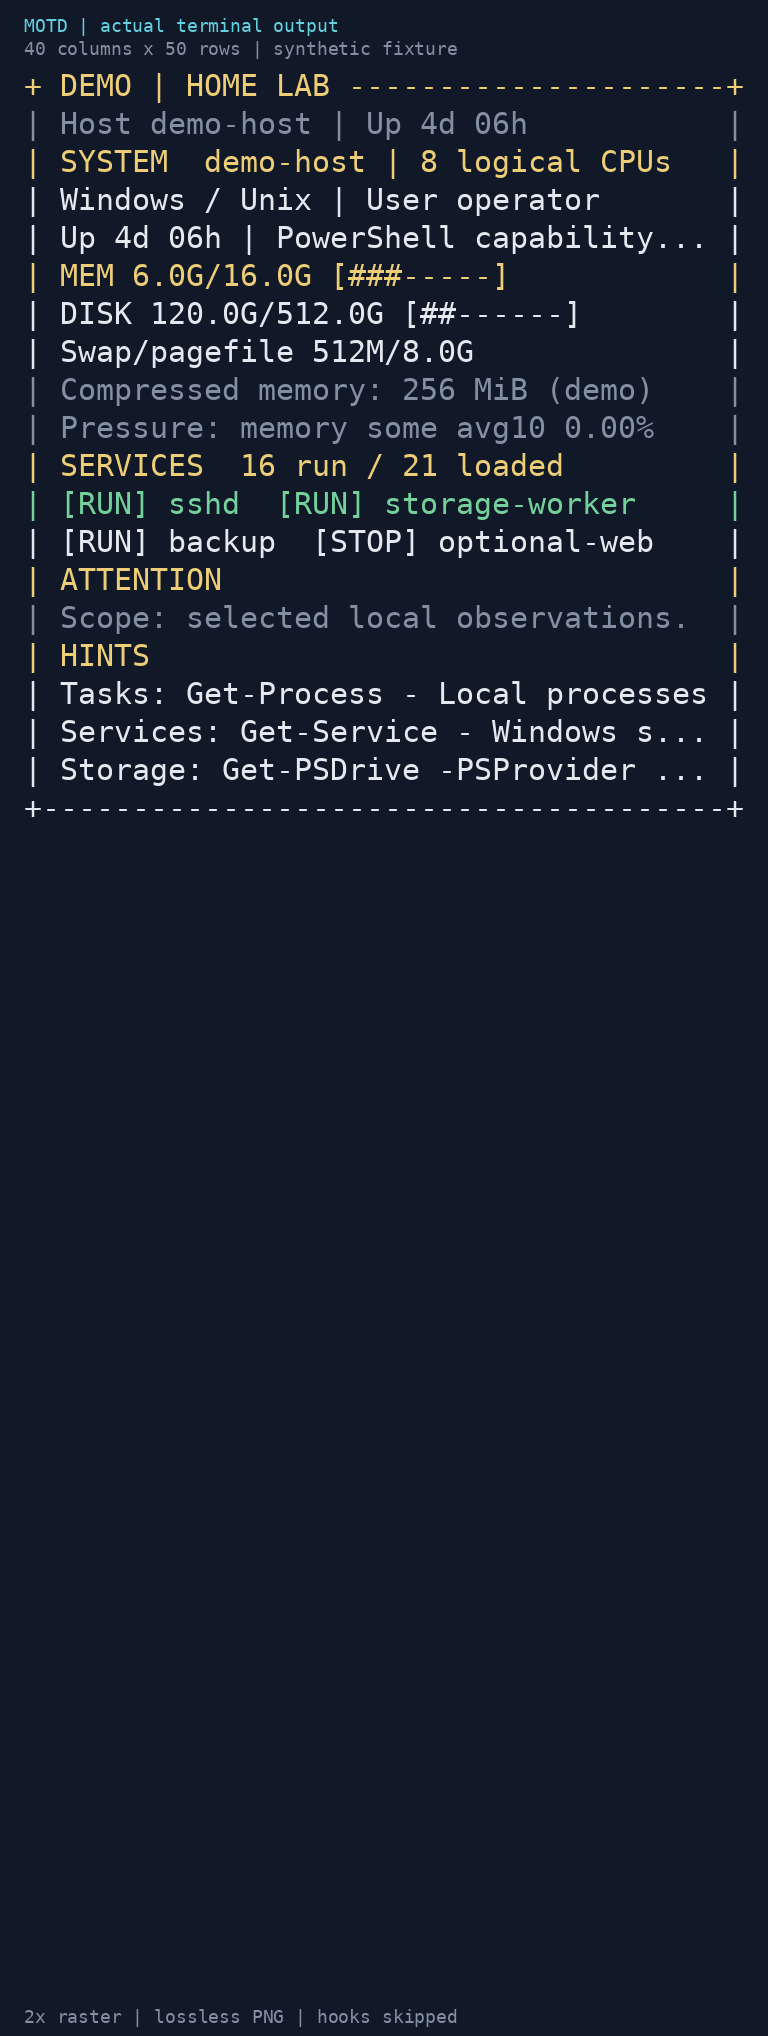 MOTD | actual terminal output
40 columns x 50 rows | synthetic fixture
+ DEMO | HOME LAB ---------------------+
| Host demo-host | Up 4d 06h           |
| SYSTEM  demo-host | 8 logical CPUs   |
| Windows / Unix | User operator       |
| Up 4d 06h | PowerShell capability... |
| MEM 6.0G/16.0G [###-----]            |
| DISK 120.0G/512.0G [##------]        |
| Swap/pagefile 512M/8.0G              |
| Compressed memory: 256 MiB (demo)    |
| Pressure: memory some avg10 0.00%    |
| SERVICES  16 run / 21 loaded         |
| [RUN] sshd  [RUN] storage-worker     |
| [RUN] backup  [STOP] optional-web    |
| ATTENTION                            |
| Scope: selected local observations.  |
| HINTS                                |
| Tasks: Get-Process - Local processes |
| Services: Get-Service - Windows s... |
| Storage: Get-PSDrive -PSProvider ... |
+--------------------------------------+
2x raster | lossless PNG | hooks skipped